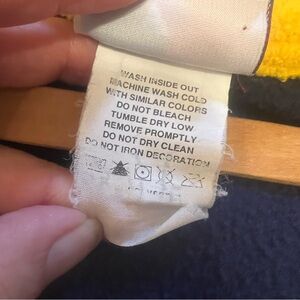 WASH INSIDE OUT
MACHINE WASH COLD
WITH SIMILAR COLORS
DO NOT BLEACH
TUMBLE DRY LOW
REMOVE PROMPTLY
DO NOT DRY CLEAN
DO NOT IRON DECORATION